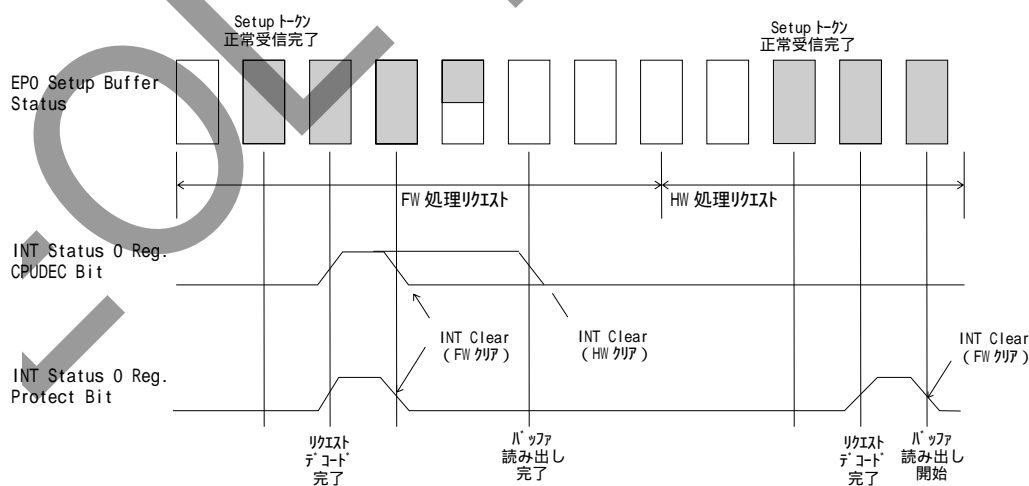 Setup トークン
正常受信完了
Setup トークン
正常受信完了
EP0 Setup Buffer
Status
FW 処理リクエスト
HW 処理リクエスト
INT Status 0 Reg.
CPUDEC Bit
INT Clear
(FW クリア)
INT Clear
(HW クリア)
INT Clear
(FW クリア)
INT Status 0 Reg.
Protect Bit
リクエスト
デコード
完了
バッファ
読み出し
完了
リクエスト
デコード
完了
バッファ
読み出し
開始